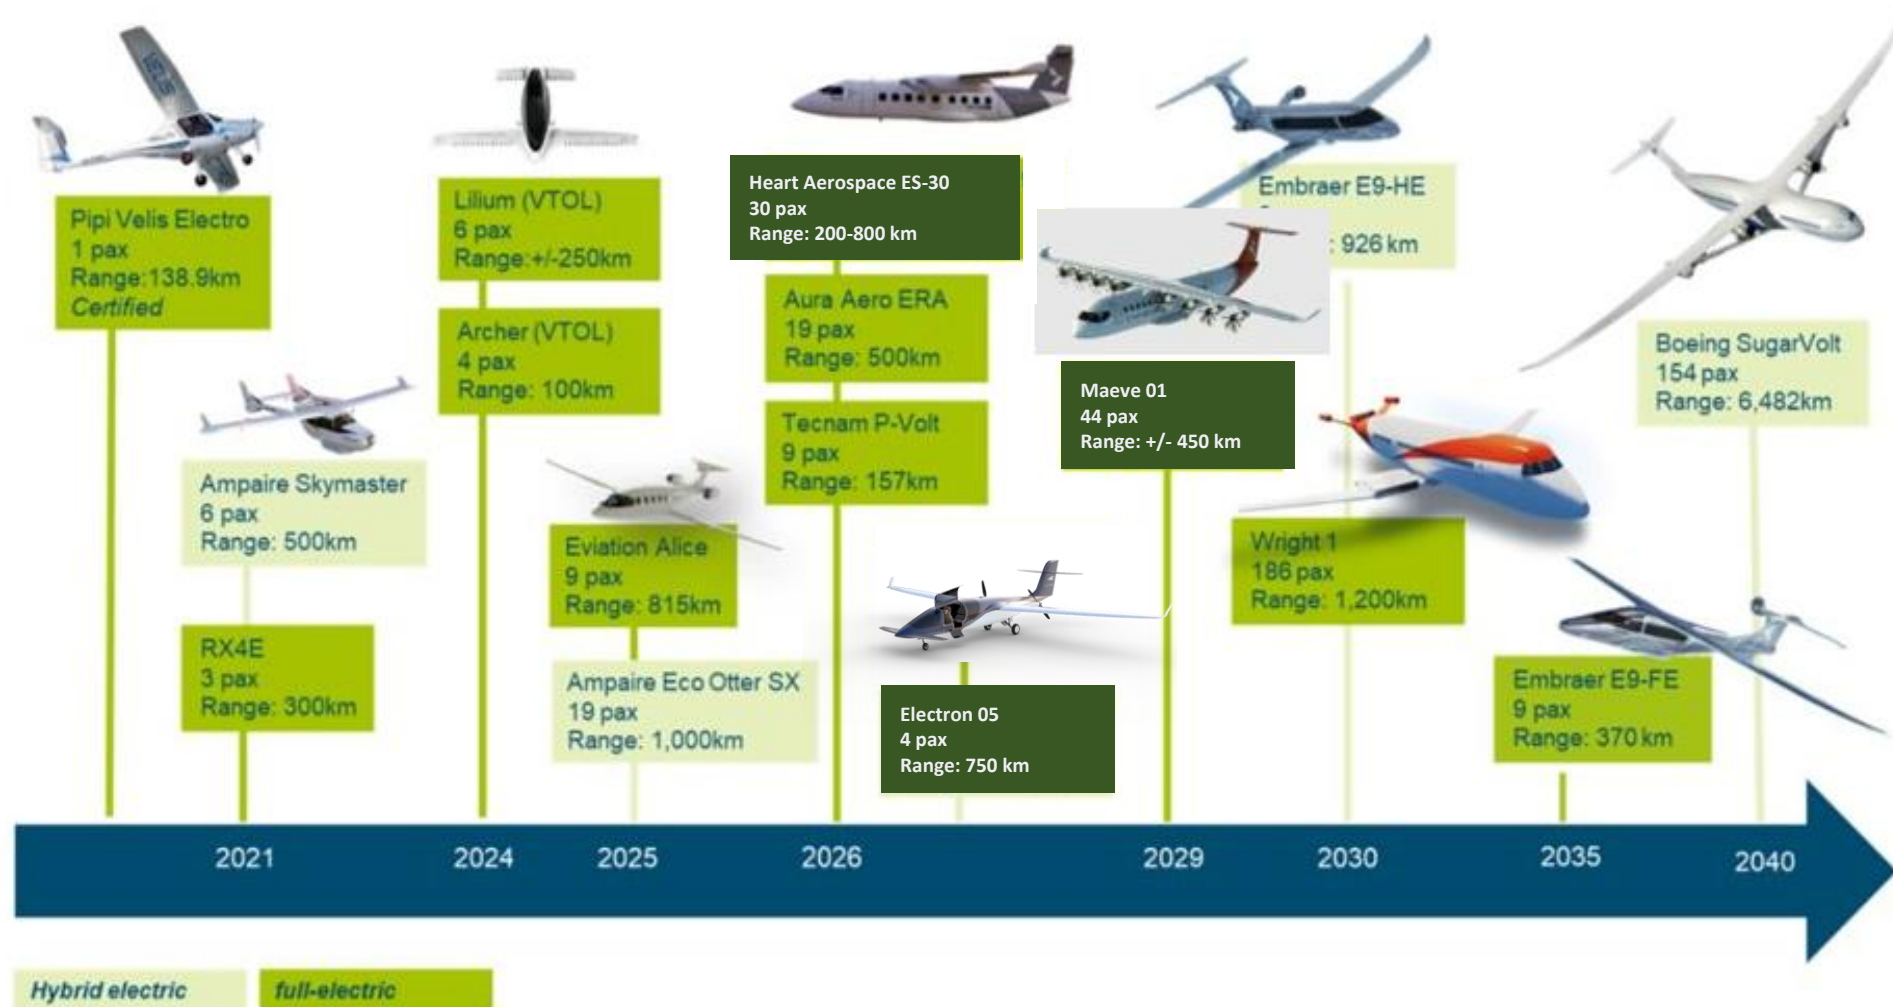 Pipi Velis Electro
1 pax
Range:138.9km
Certified
Ampaire Skymaster
6 pax
Range: 500km
RX4E
3 pax
Range: 300km
Lilium (VTOL)
6 pax
Range:+/-250km
Archer (VTOL)
4 pax
Range: 100km
Eviation Alice
9 pax
Range: 815km
Ampaire Eco Otter SX
19 pax
Range: 1,000km
Heart Aerospace ES-30
30 pax
Range: 200-800 km
Aura Aero ERA
19 pax
Range: 500km
Tecnam P-Volt
9 pax
Range: 157km
Electron 05
4 pax
Range: 750 km
Maeve 01
44 pax
Range: +/- 450 km
Embraer E9-HE
: 926 km
Wright 1
186 pax
Range: 1,200km
Embraer E9-FE
9 pax
Range: 370 km
Boeing SugarVolt
154 pax
Range: 6,482km
2021
2024
2025
2026
2029
2030
2035
2040
Hybrid electric
full-electric